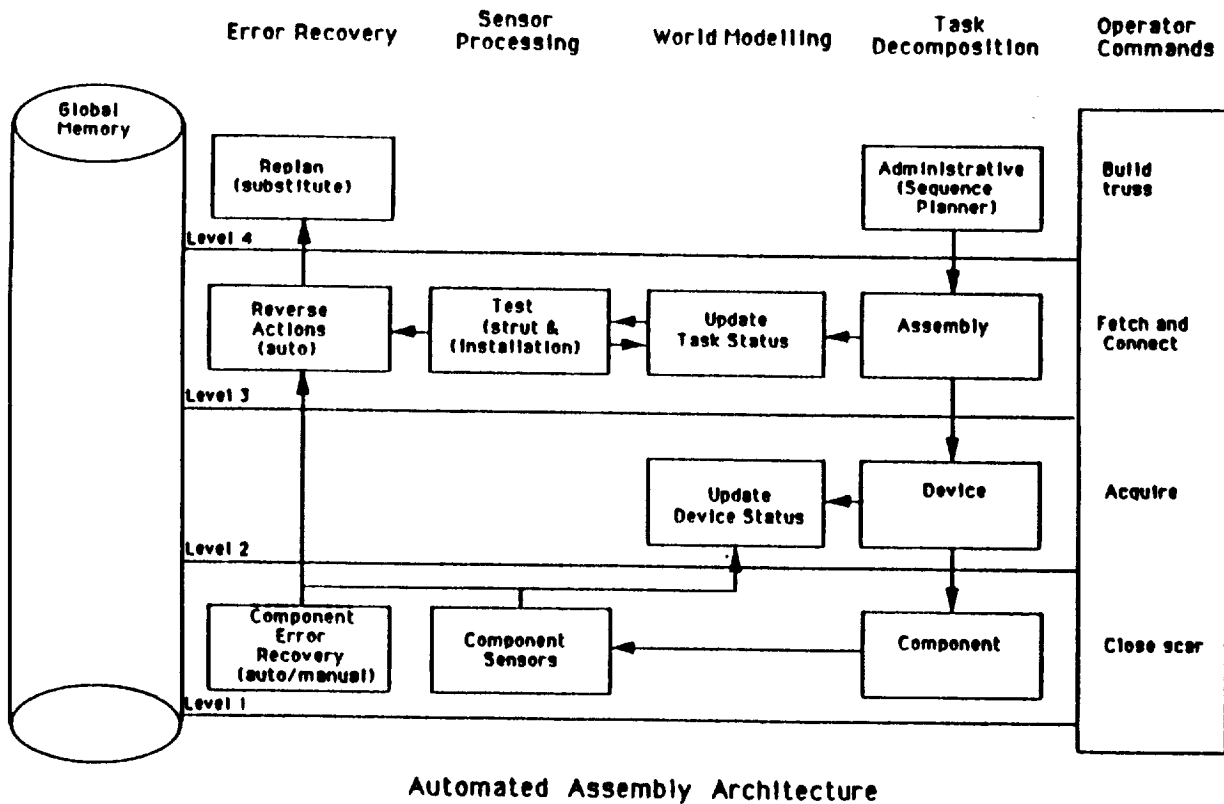 Error Recovery
Sensor
Processing
World Modelling
Task
Decomposition
Operator
Commands
Global
Memory
Replan
(substitute)
Administrative
(Sequence
Planner)
Build
truss
Level 4
Reverse
Actions
(auto)
Test
(strut &
(installation)
Update
Task Status
Assembly
Fetch and
Connect
Level 3
Update
Device Status
Device
Acquire
Level 2
Component
Error
Recovery
(auto/manual)
Component
Sensors
Component
Close scar
Level 1
Automated Assembly Architecture